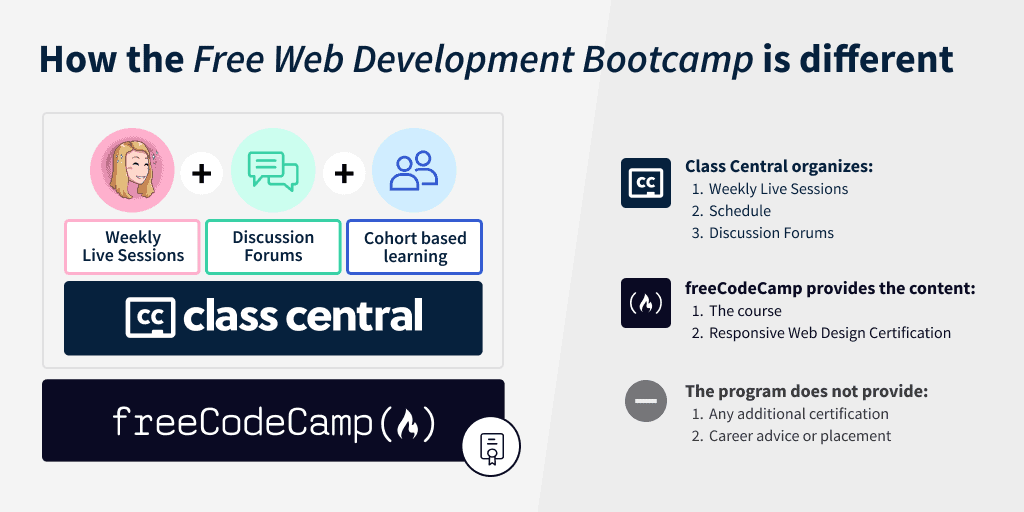 How the Free Web Development Bootcamp is different
Weekly
Live Sessions
Discussion
Forums
Cohort based
learning
cc class central
freeCodeCamp( )
cc
Class Central organizes:
1. Weekly Live Sessions
2. Schedule
3. Discussion Forums
( )
freeCodeCamp provides the content:
1. The course
2. Responsive Web Design Certification
The program does not provide:
1. Any additional certification
2. Career advice or placement